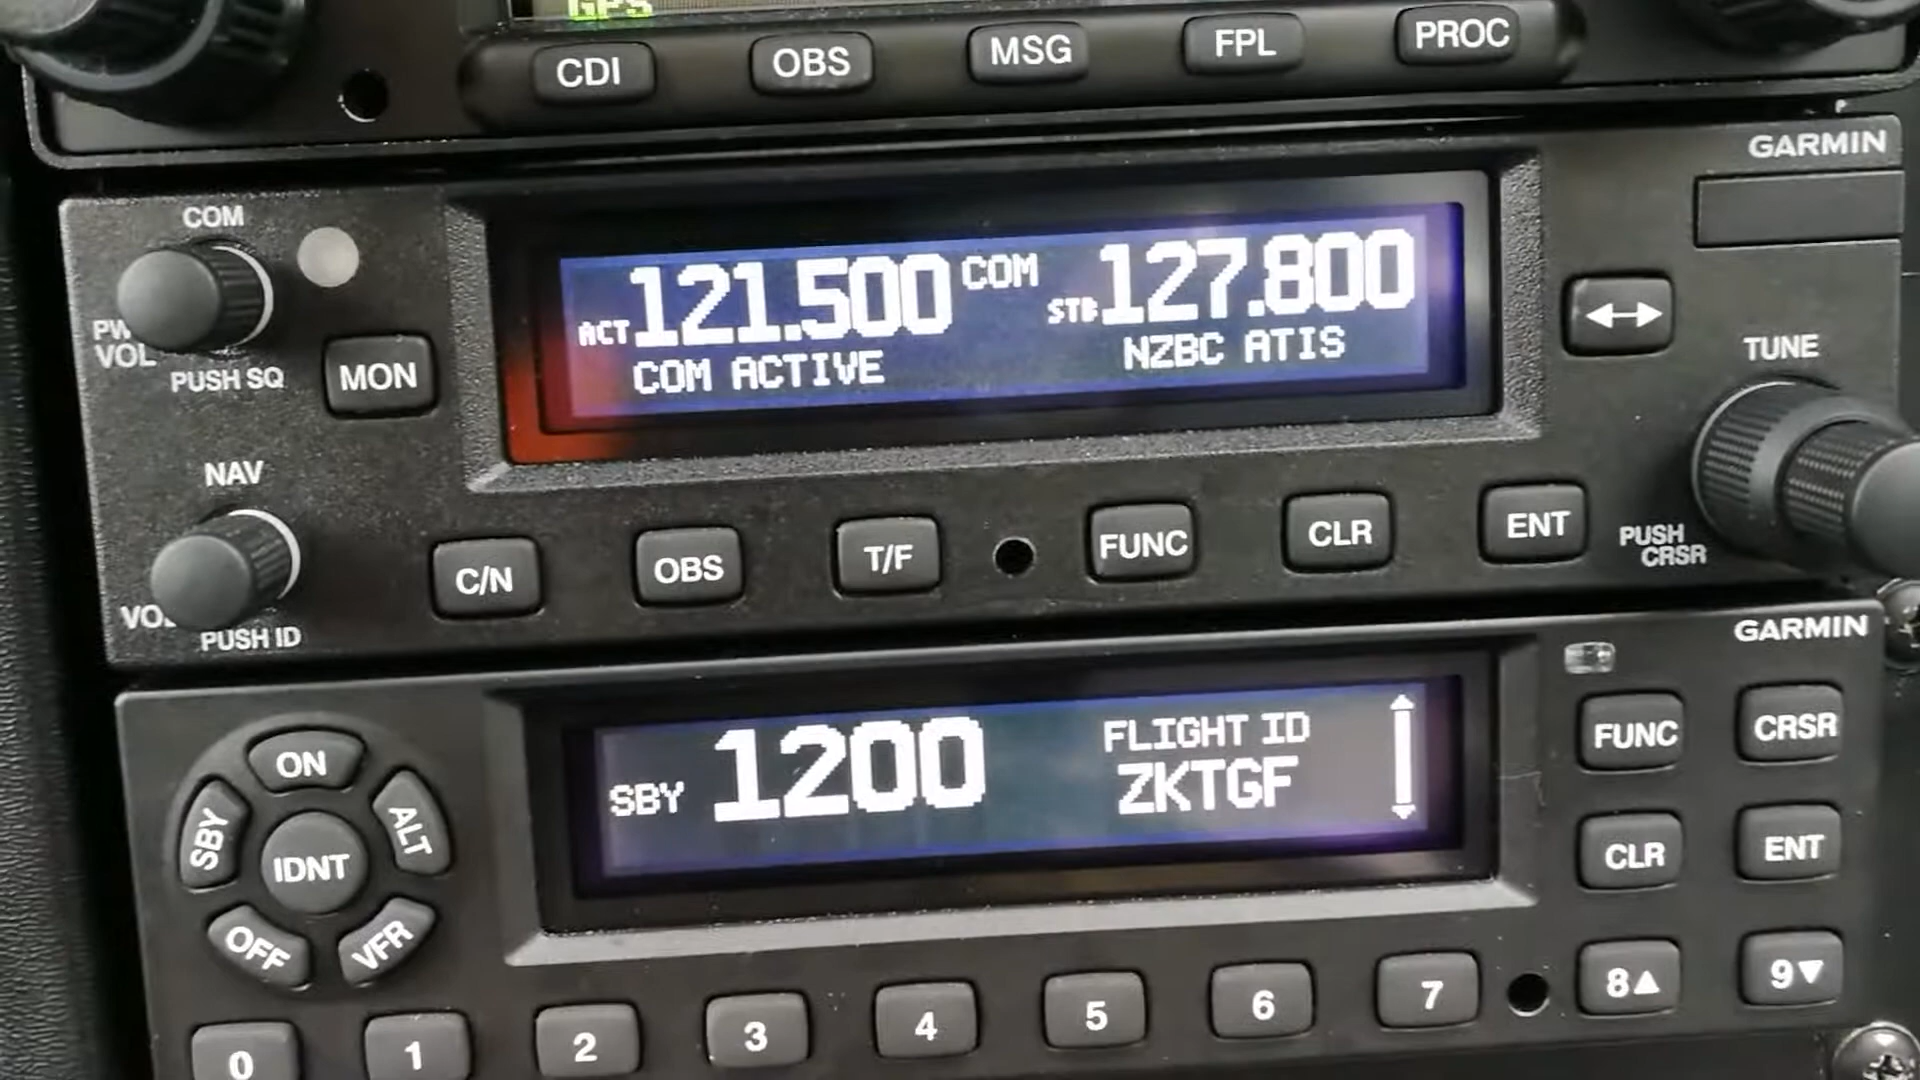 GPS
CDI OBS MSG FPL PROC
GARMIN
COM
ACT 121.500 COM STB 127.800
COM ACTIVE NZBC ATIS
VOL
PUSH SQ
MON
TUNE
NAV
C/N OBS T/F FUNC CLR ENT
PUSH
CRSR
PUSH ID
GARMIN
ON
SBY
ALT
IDNT
OFF
VFR
SBY 1200 FLIGHT ID
ZKTGF
FUNC CRSR
CLR ENT
8▲ 9▼
0 1 2 3 4 5 6 7